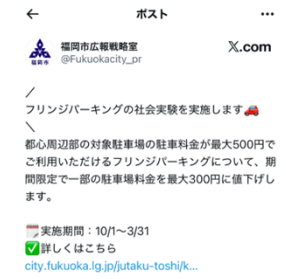 ポスト
福岡市広報戦略室
@Fukuokacity_pr
X.com
福岡市
／
フリンジパーキングの社会実験を実施します🚗
＼
都心周辺部の対象駐車場の駐車料金が最大500円で
ご利用いただけるフリンジパーキングについて、期
間限定で一部の駐車場料金を最大300円に値下げし
ます。
🗓️実施期間：10/1〜3/31
✅詳しくはこちら
city.fukuoka.lg.jp/jutaku-toshi/k...